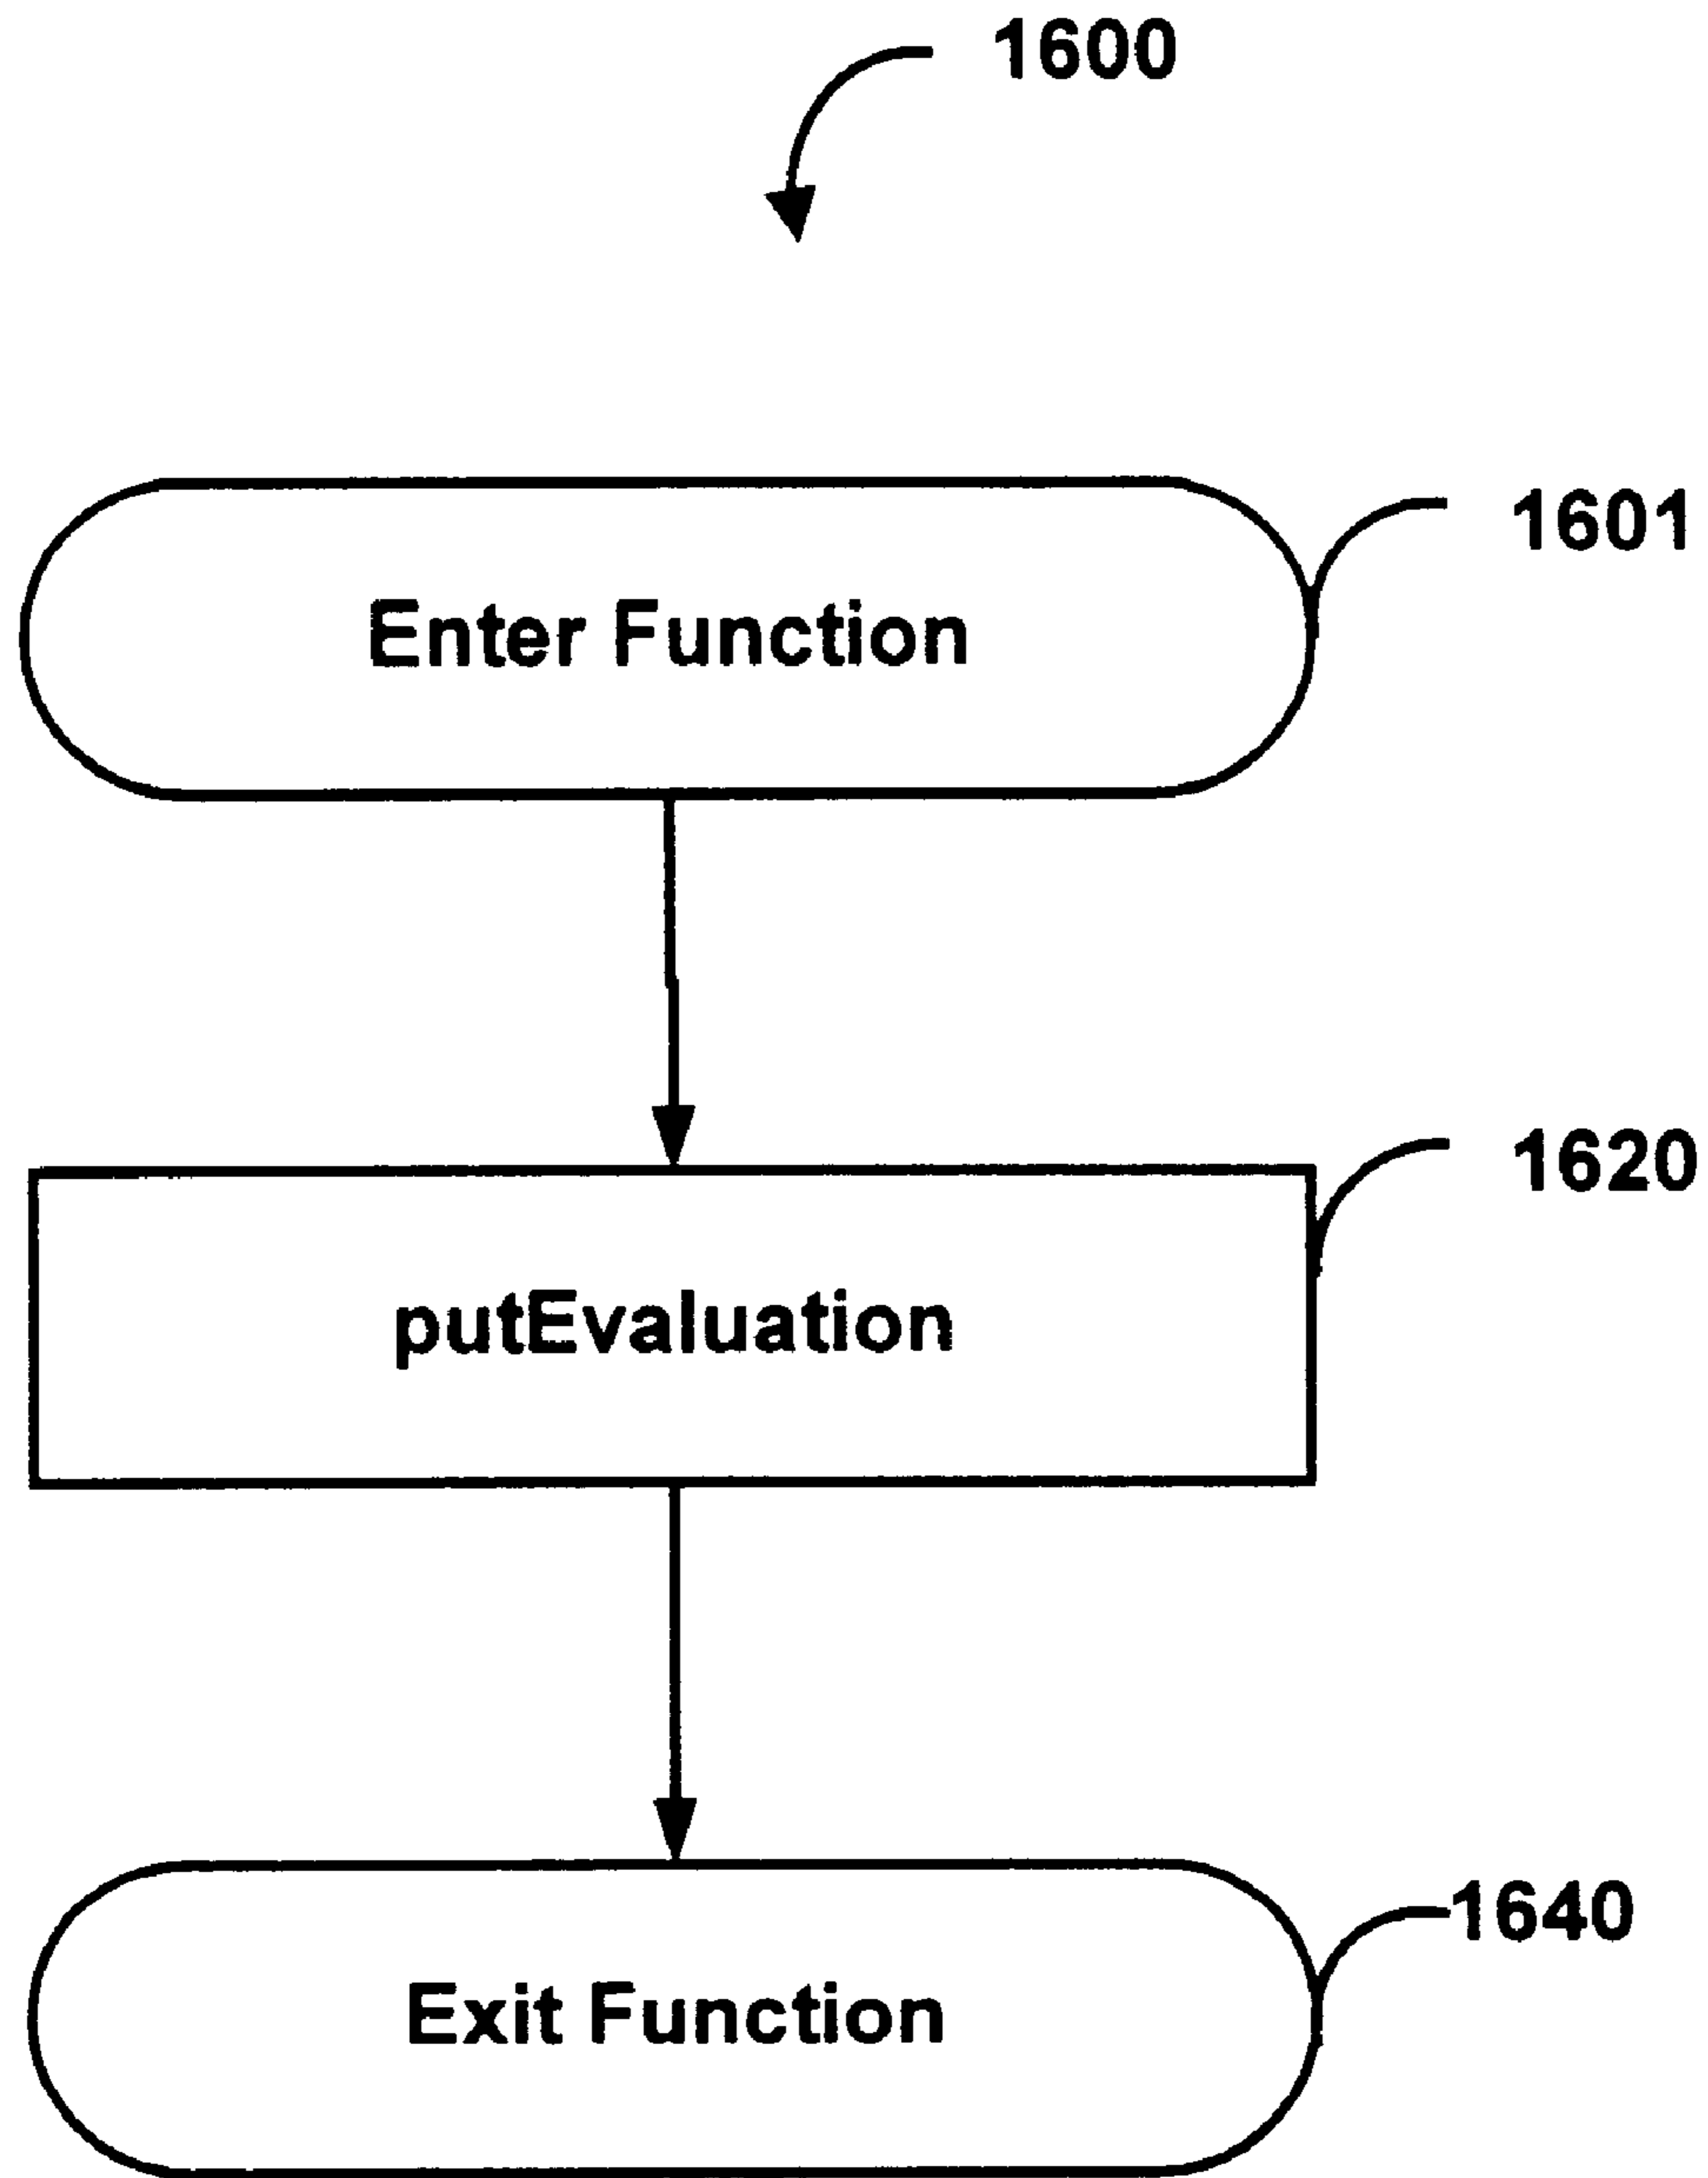 1600
1601
Enter Function
1620
putEvaluation
1640
Exit Function